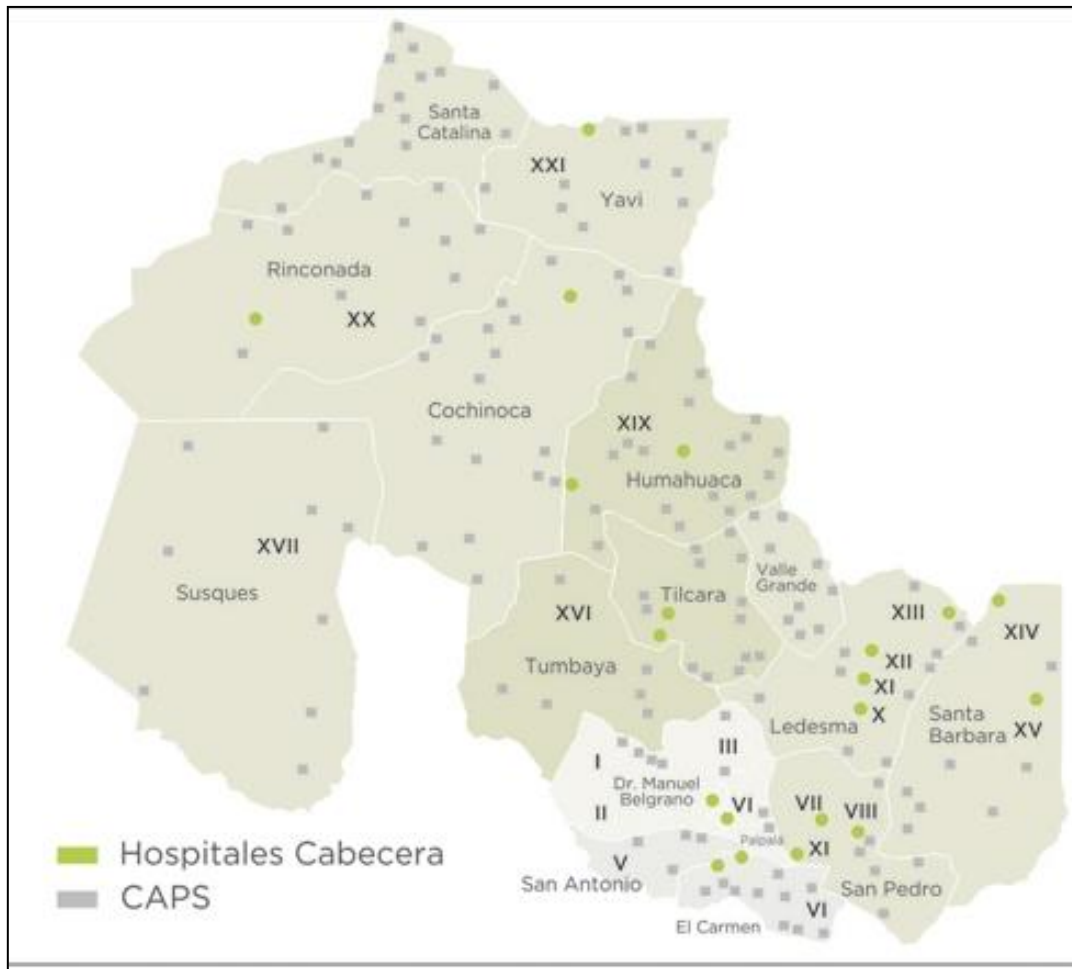 Santa
Catalina
XXI
Yavi
Rinconada
XX
Cochinoca
XIX
Humahuaca
XVII
Susques
Valle
Grande
XVI
Tilcara
XIII
XIV
Tumbaya
XII
XI
X
Ledesma
Santa
Barbara
XV
I
III
Dr. Manuel
Belgrano
II
VI
VII
VIII
Palpalá
XI
V
San Antonio
San Pedro
VI
El Carmen
Hospitales Cabecera
CAPS